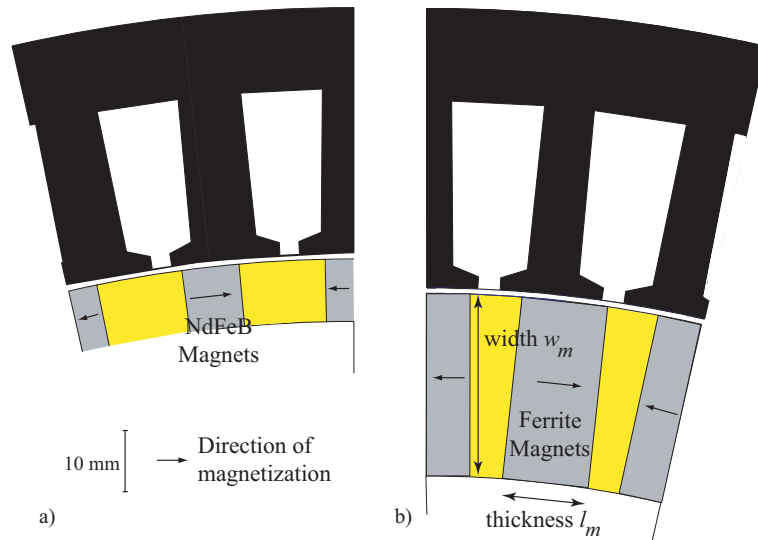 NdFeB
Magnets
10 mm
Direction of
magnetization
a)
width w_m
Ferrite
Magnets
thickness l_m
b)